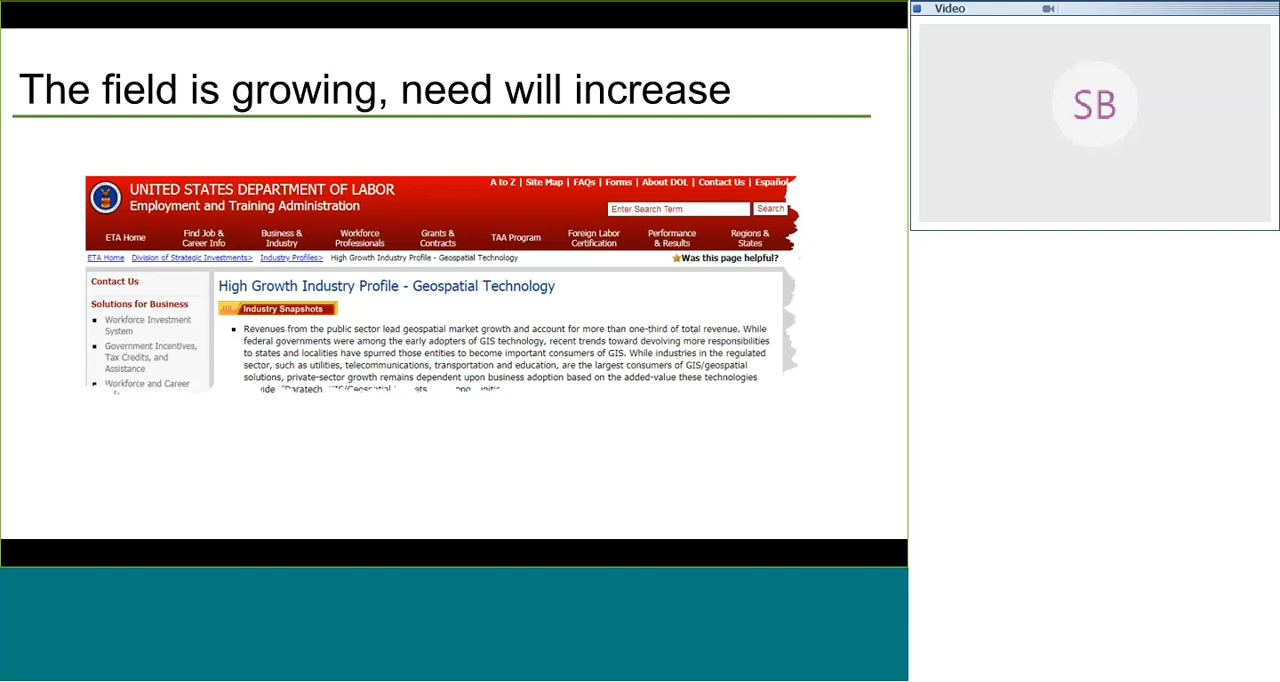 Video
SB
The field is growing, need will increase
A to Z | Site Map | FAQs | Forms | About DOL | Contact Us | Español
UNITED STATES DEPARTMENT OF LABOR
Employment and Training Administration
Enter Search Term Search
ETA Home
Find Job & Career Info
Business & Industry
Workforce Professionals
Grants & Contracts
TAA Program
Foreign Labor Certification
Performance & Results
Regions & States
ETA Home Division of Strategic Investments> Industry Profiles> High Growth Industry Profile - Geospatial Technology
Was this page helpful?
Contact Us
Solutions for Business
Workforce Investment
System
Government Incentives,
Tax Credits, and
Assistance
Workforce and Career
High Growth Industry Profile - Geospatial Technology
Industry Snapshots
Revenues from the public sector lead geospatial market growth and account for more than one-third of total revenue. While
federal governments were among the early adopters of GIS technology, recent trends toward devolving more responsibilities
to states and localities have spurred those entities to become important consumers of GIS. While industries in the regulated
sector, such as utilities, telecommunications, transportation and education, are the largest consumers of GIS/geospatial
solutions, private-sector growth remains dependent upon business adoption based on the added-value these technologies